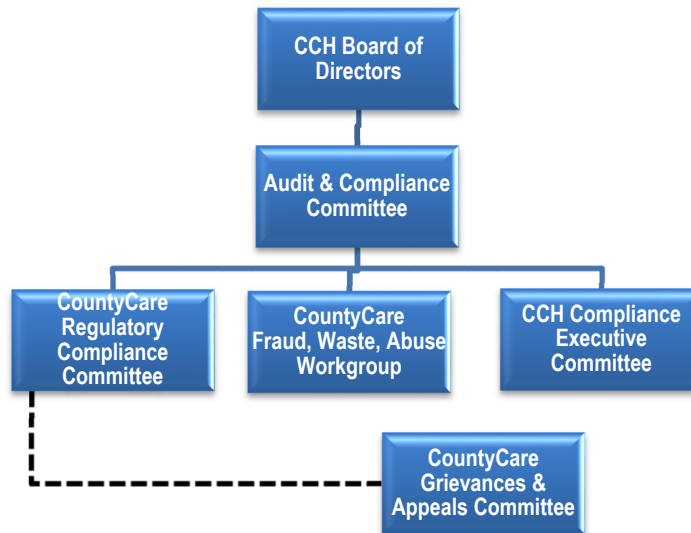 CCH Board of
Directors
Audit & Compliance
Committee
CountyCare
Regulatory
Compliance
Committee
CountyCare
Fraud, Waste, Abuse
Workgroup
CCH Compliance
Executive
Committee
CountyCare
Grievances &
Appeals Committee